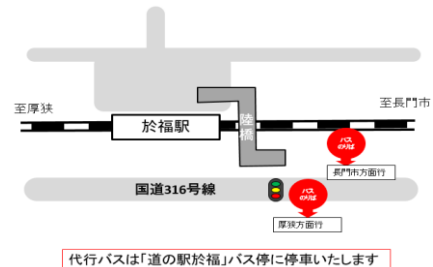 至厚狭
至長門市
於福駅
陸橋
バス
のりば
長門市方面行
国道316号線
バス
のりば
厚狭方面行
代行バスは「道の駅於福」バス停に停車いたします